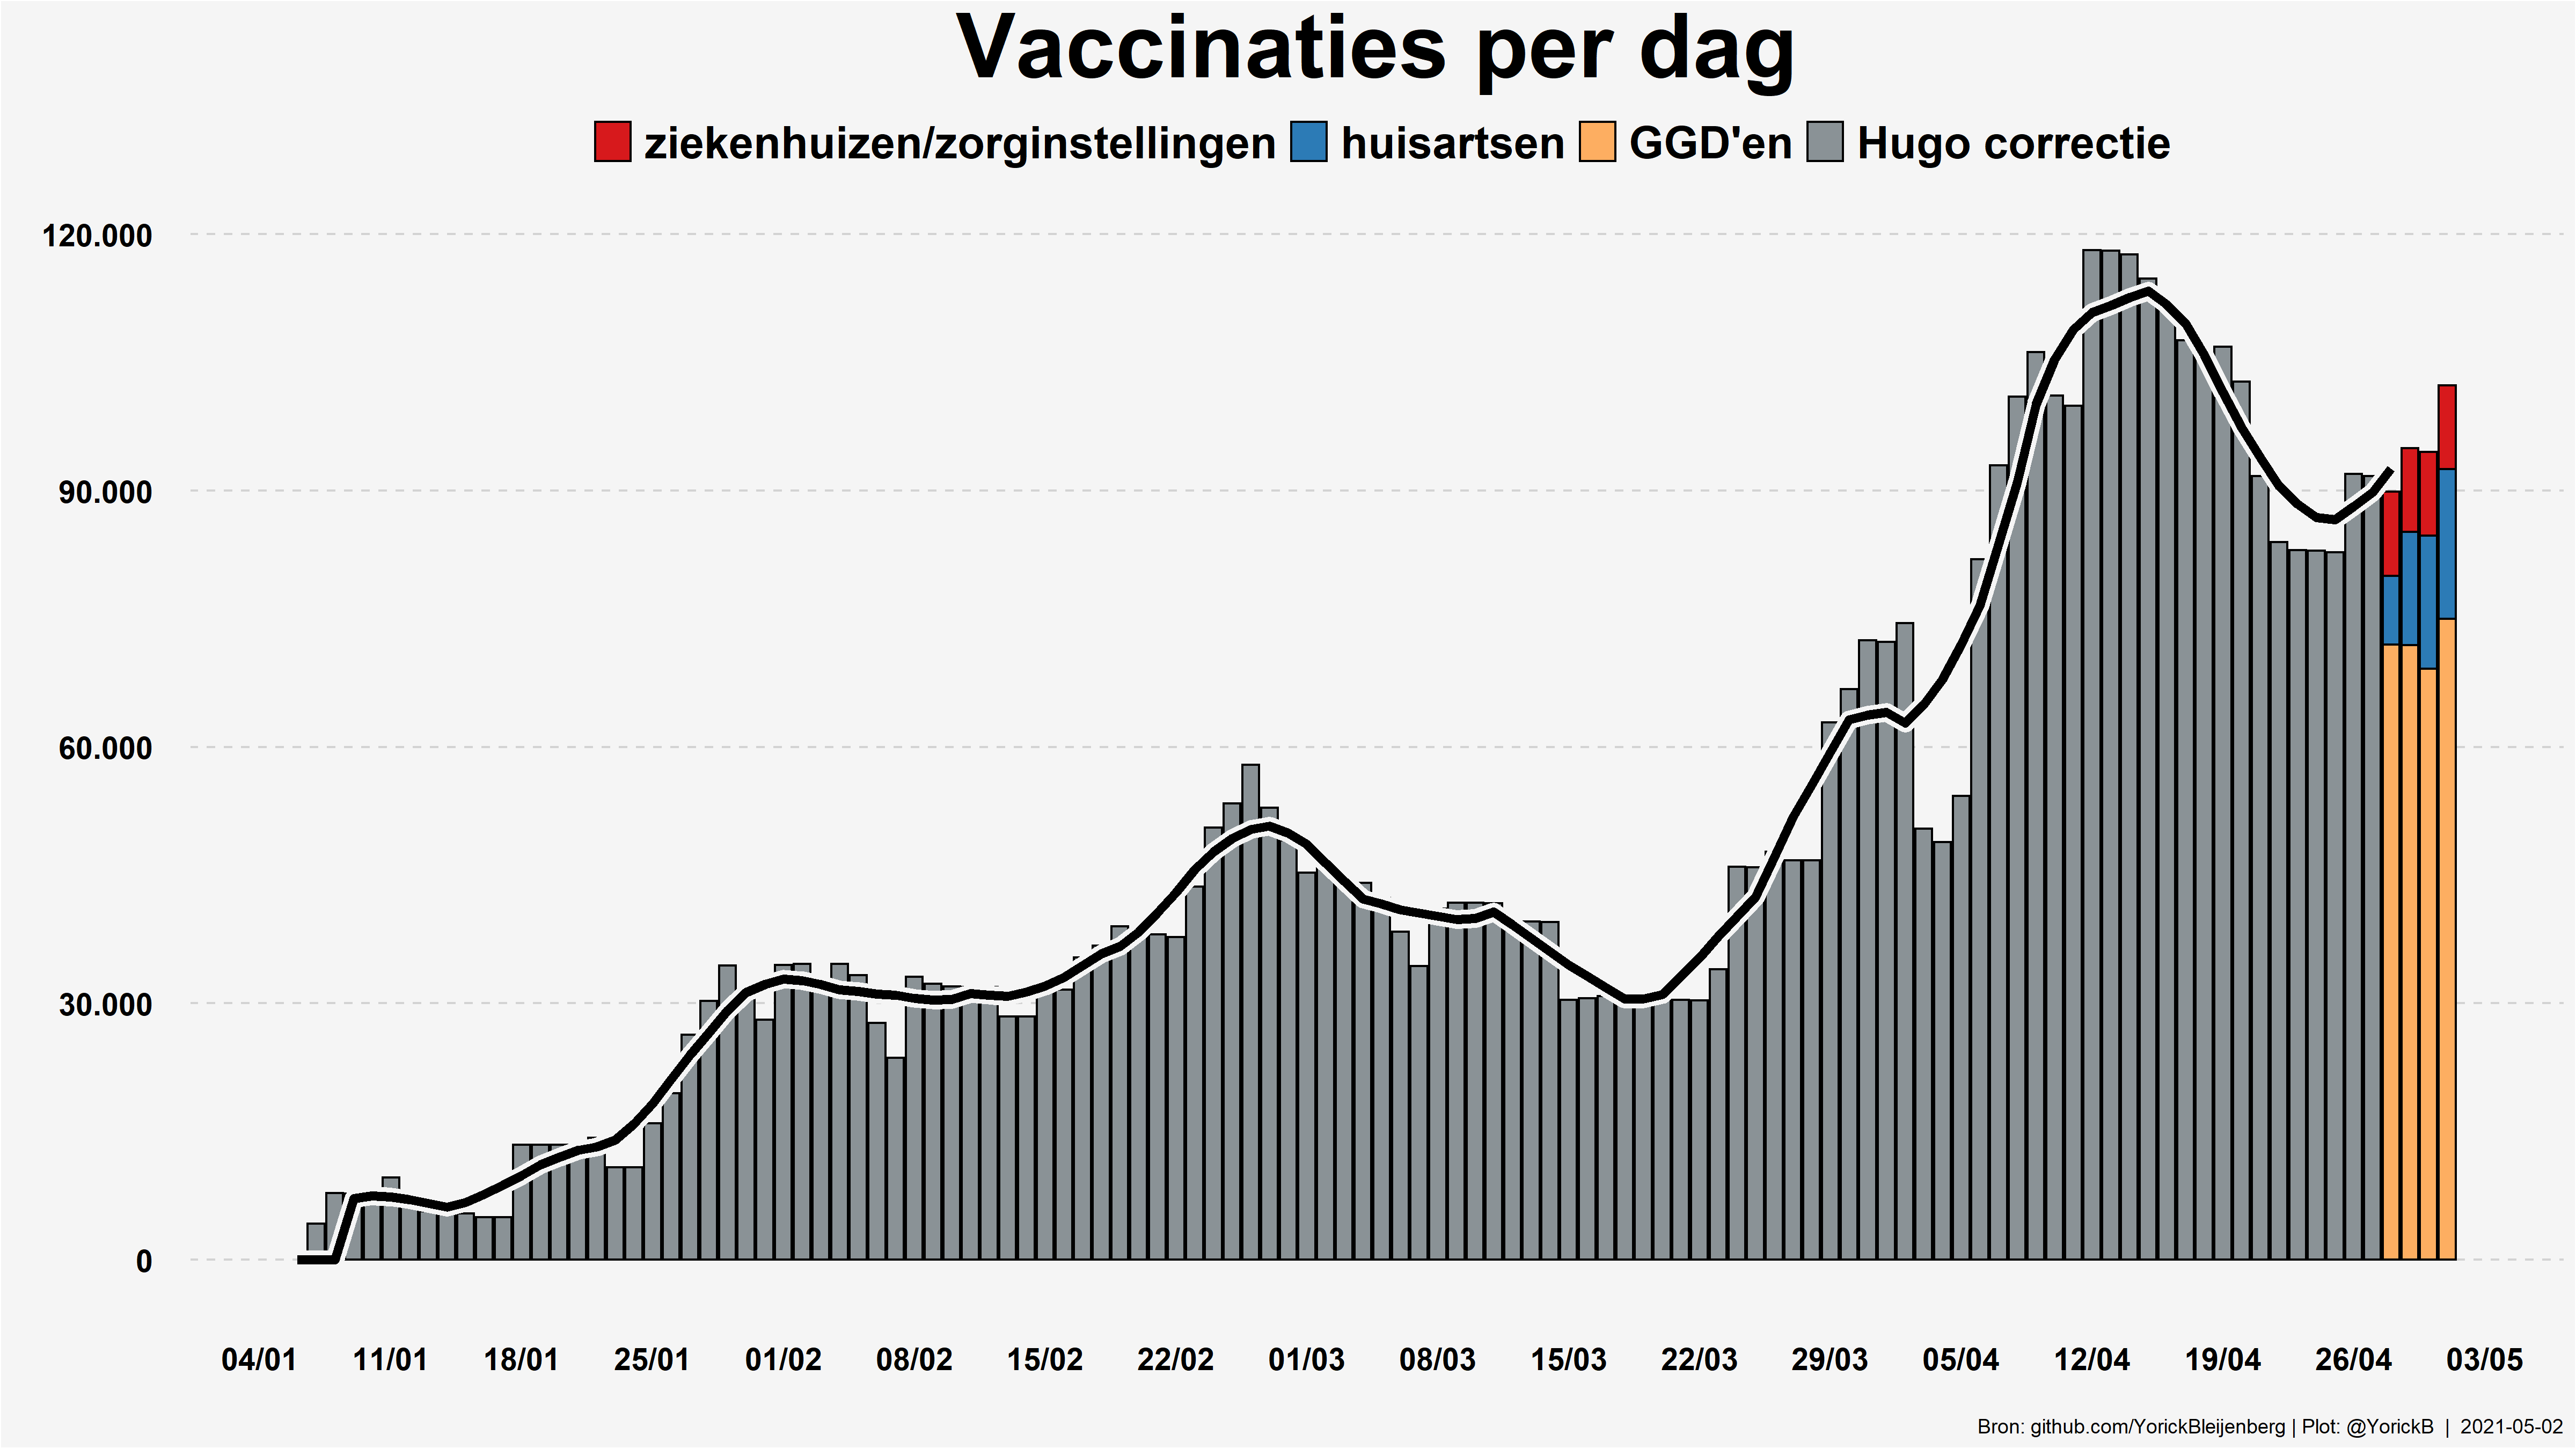 Vaccinaties per dag
ziekenhuizen/zorginstellingen huisartsen GGD'en Hugo correctie
120.000
90.000
60.000
30.000
0
04/01 11/01 18/01 25/01 01/02 08/02 15/02 22/02 01/03 08/03 15/03 22/03 29/03 05/04 12/04 19/04 26/04 03/05
Bron: github.com/YorickBleijenberg | Plot: @YorickB | 2021-05-02